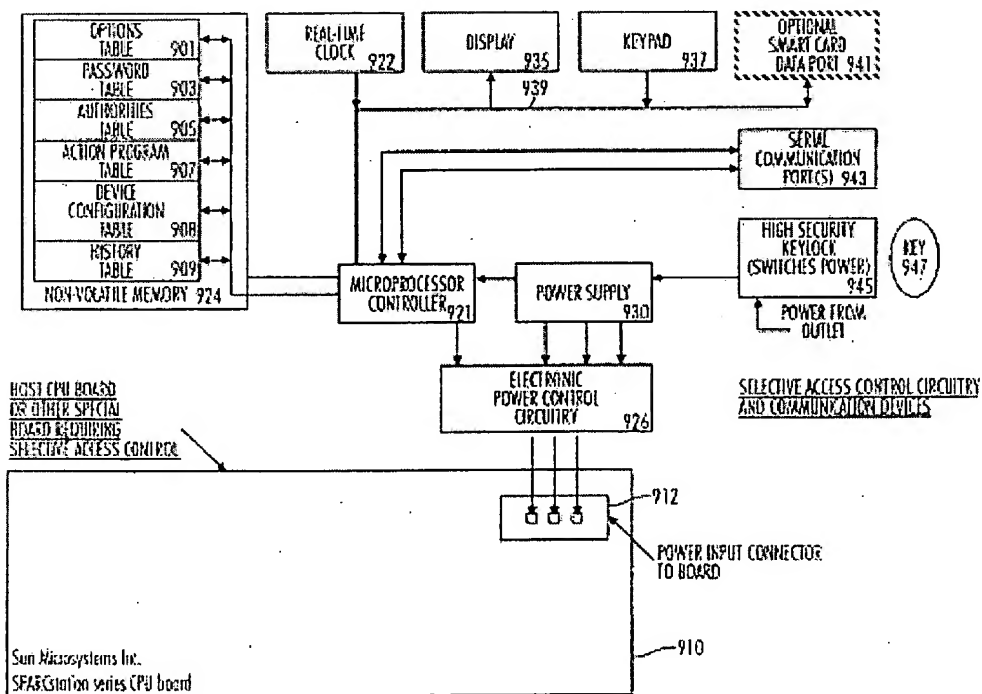 OPTIONS
TABLE 901
PASSWORD
TABLE 903
AUTHORITIES
TABLE 905
ACTION PROGRAM
TABLE 907
DEVICE
CONFIGURATION
TABLE 908
HISTORY
TABLE 909
NON-VOLATILE MEMORY 924
REAL-TIME
CLOCK 922
DISPLAY
935
KEYPAD
937
OPTIONAL
SMART CARD
DATA PORT 941
939
SERIAL
COMMUNICATION
PORT(S) 943
HIGH SECURITY
KEYLOCK
(SWITCHES POWER)
945
KEY
947
POWER FROM
OUTLET
MICROPROCESSOR
CONTROLLER
921
POWER SUPPLY
930
ELECTRONIC
POWER CONTROL
CIRCUITRY
926
HOST CPU BOARD
OR OTHER SPECIAL
BOARD REQUIRING
SELECTIVE ACCESS CONTROL
SELECTIVE ACCESS CONTROL CIRCUITRY
AND COMMUNICATION DEVICES
912
POWER INPUT CONNECTOR
TO BOARD
910
Sun Microsystems Inc.
SPARCstation series CPU board